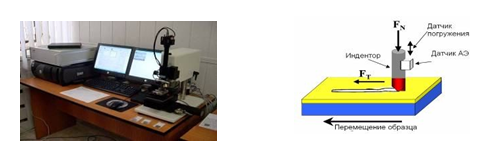 F_N
Датчик
погружения
Индентор
Датчик АЭ
F_T
Перемещение образца